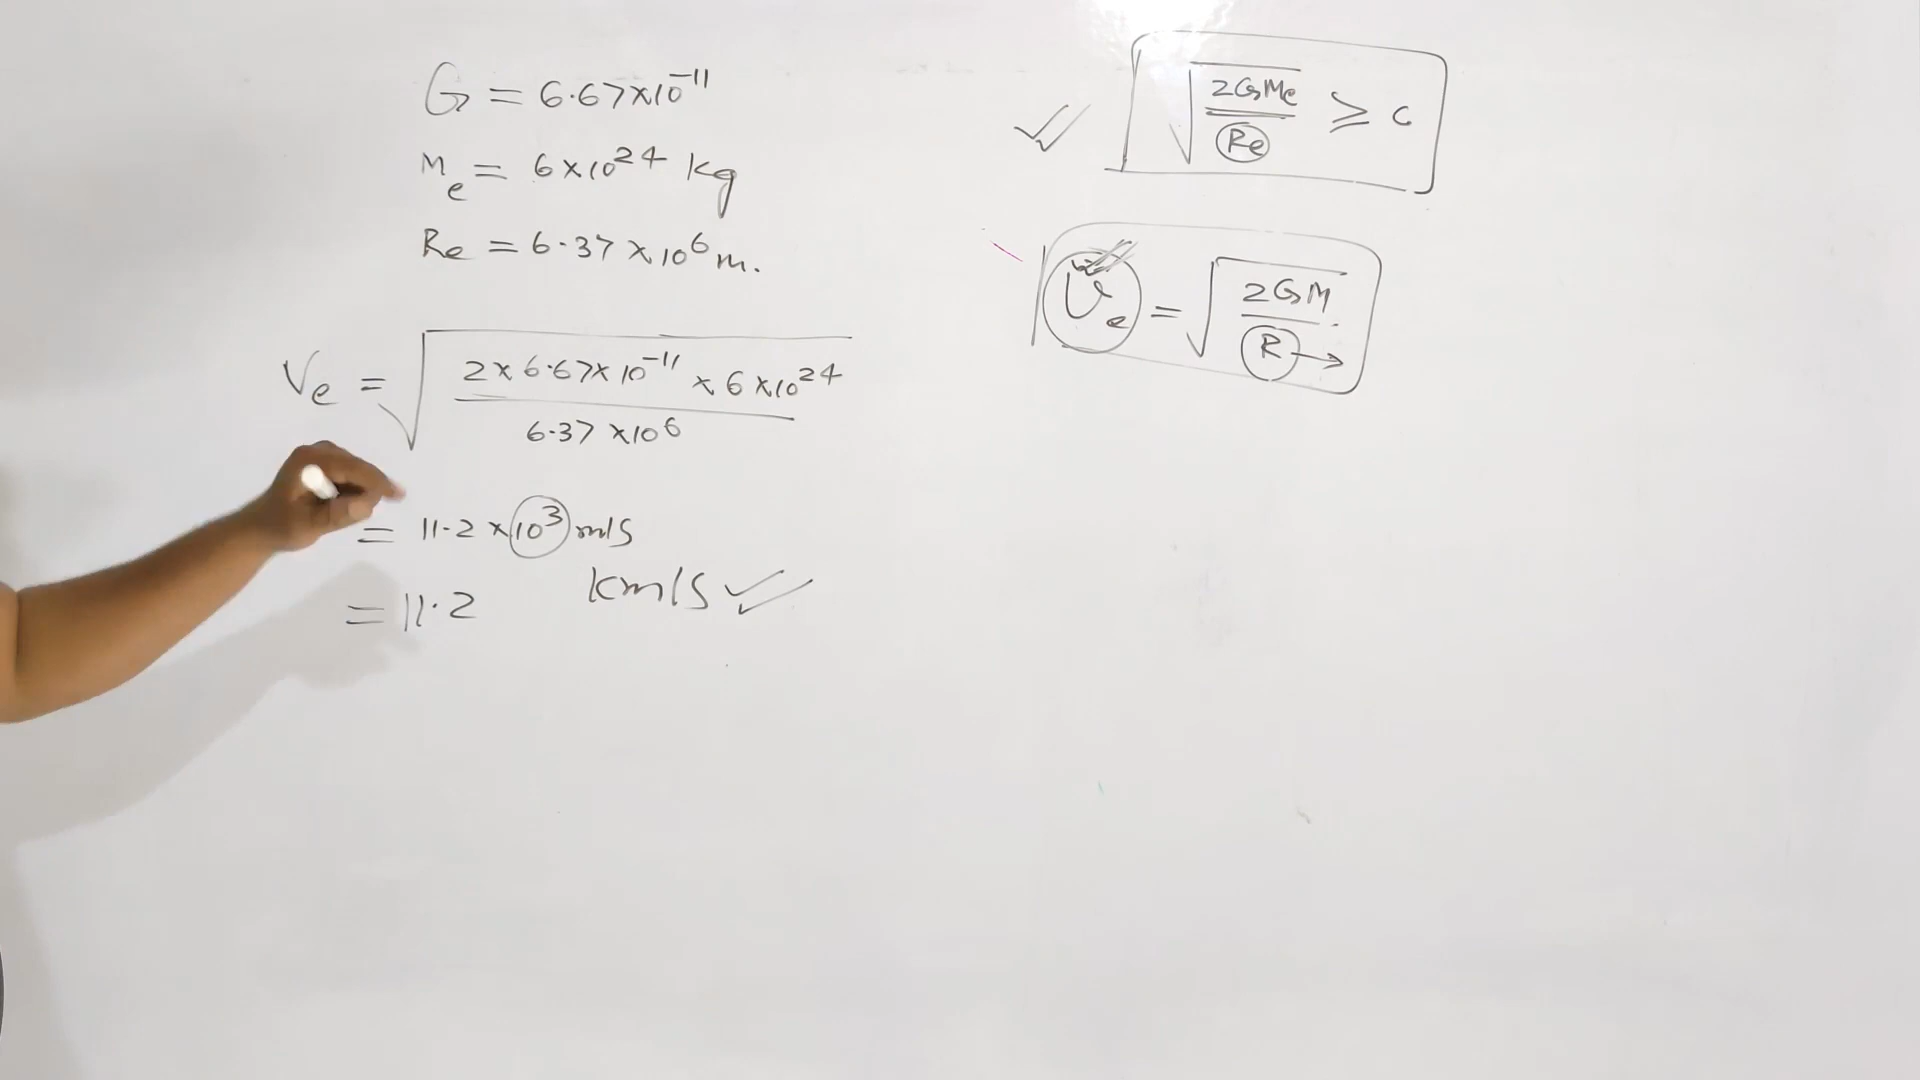 G = 6.67×10⁻¹¹
Me = 6×10²⁴ kg
Re = 6.37×10⁶ m.
Ve = √(2×6.67×10⁻¹¹ × 6×10²⁴ / 6.37×10⁶)
= 11.2 × 10³ m/s
= 11.2 km/s
√(2GMe / Re) ≥ c
Ve = √(2GM / R) →